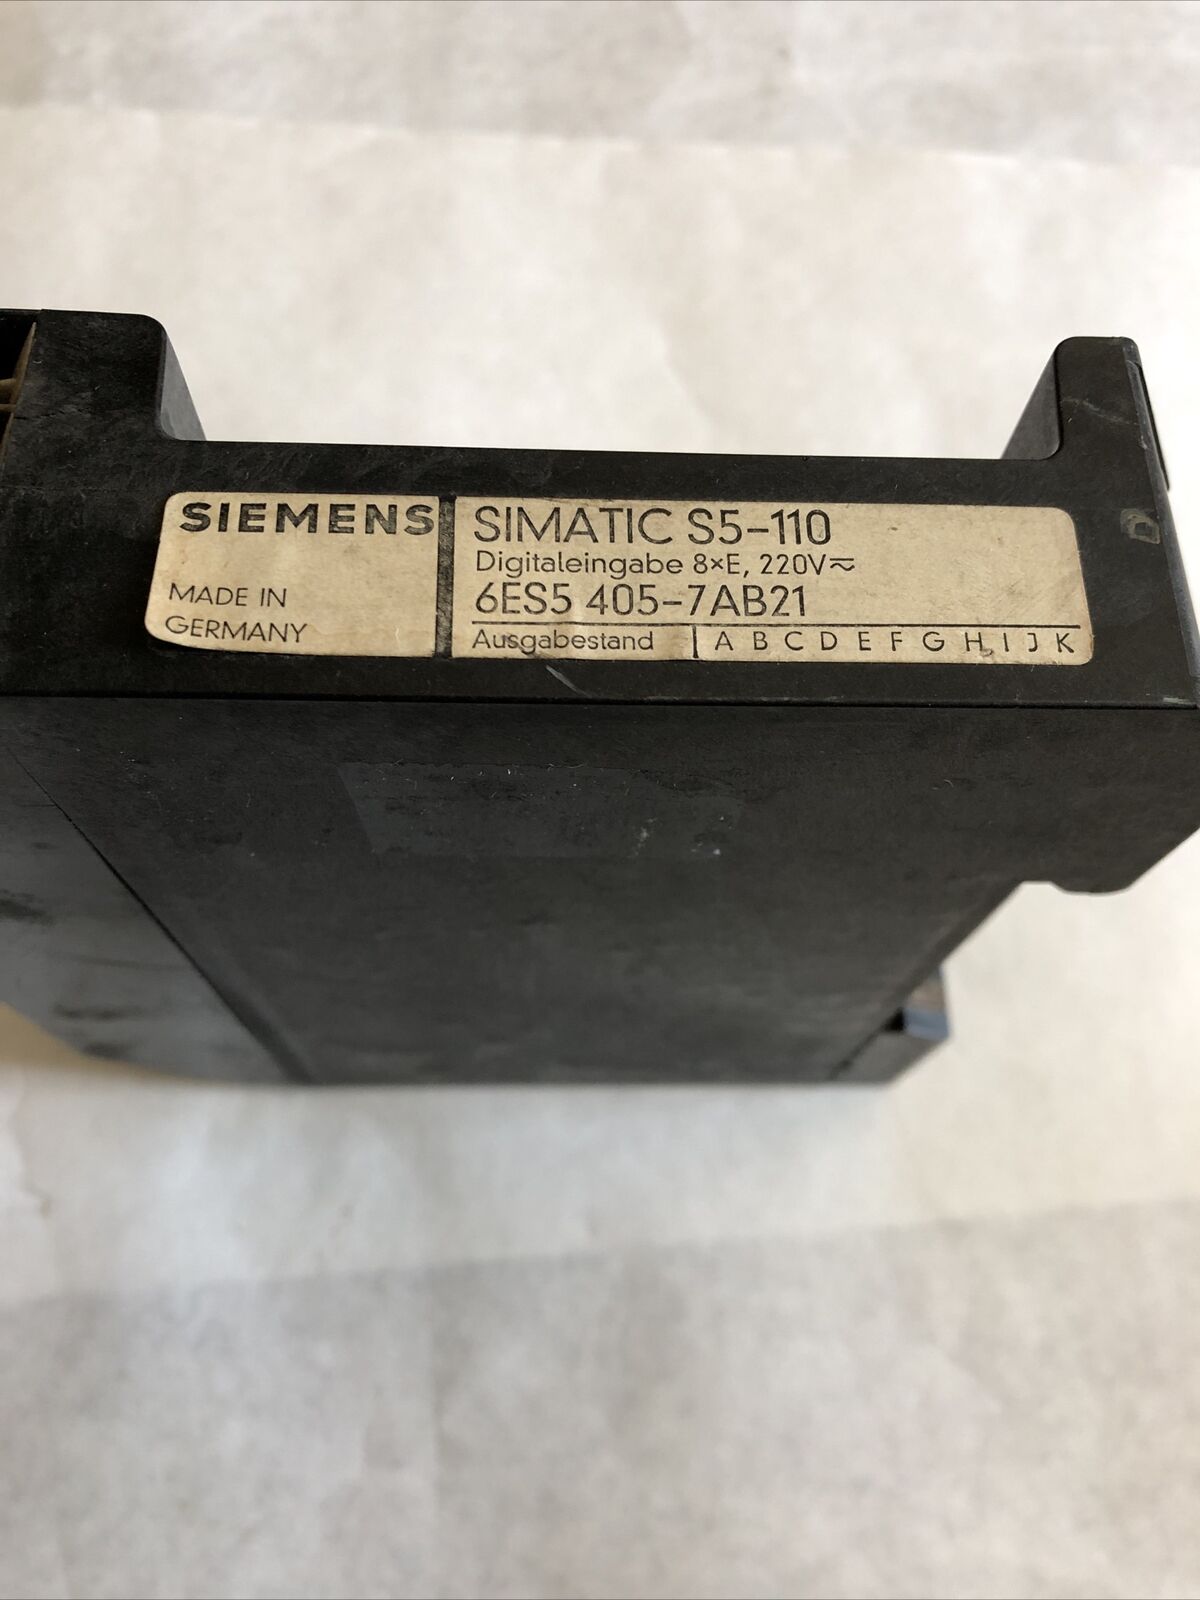 SIEMENS
MADE IN
GERMANY
SIMATIC S5-110
Digitaleingabe 8×E, 220V≂
6ES5 405-7AB21
Ausgabestand | A B C D E F G H I J K